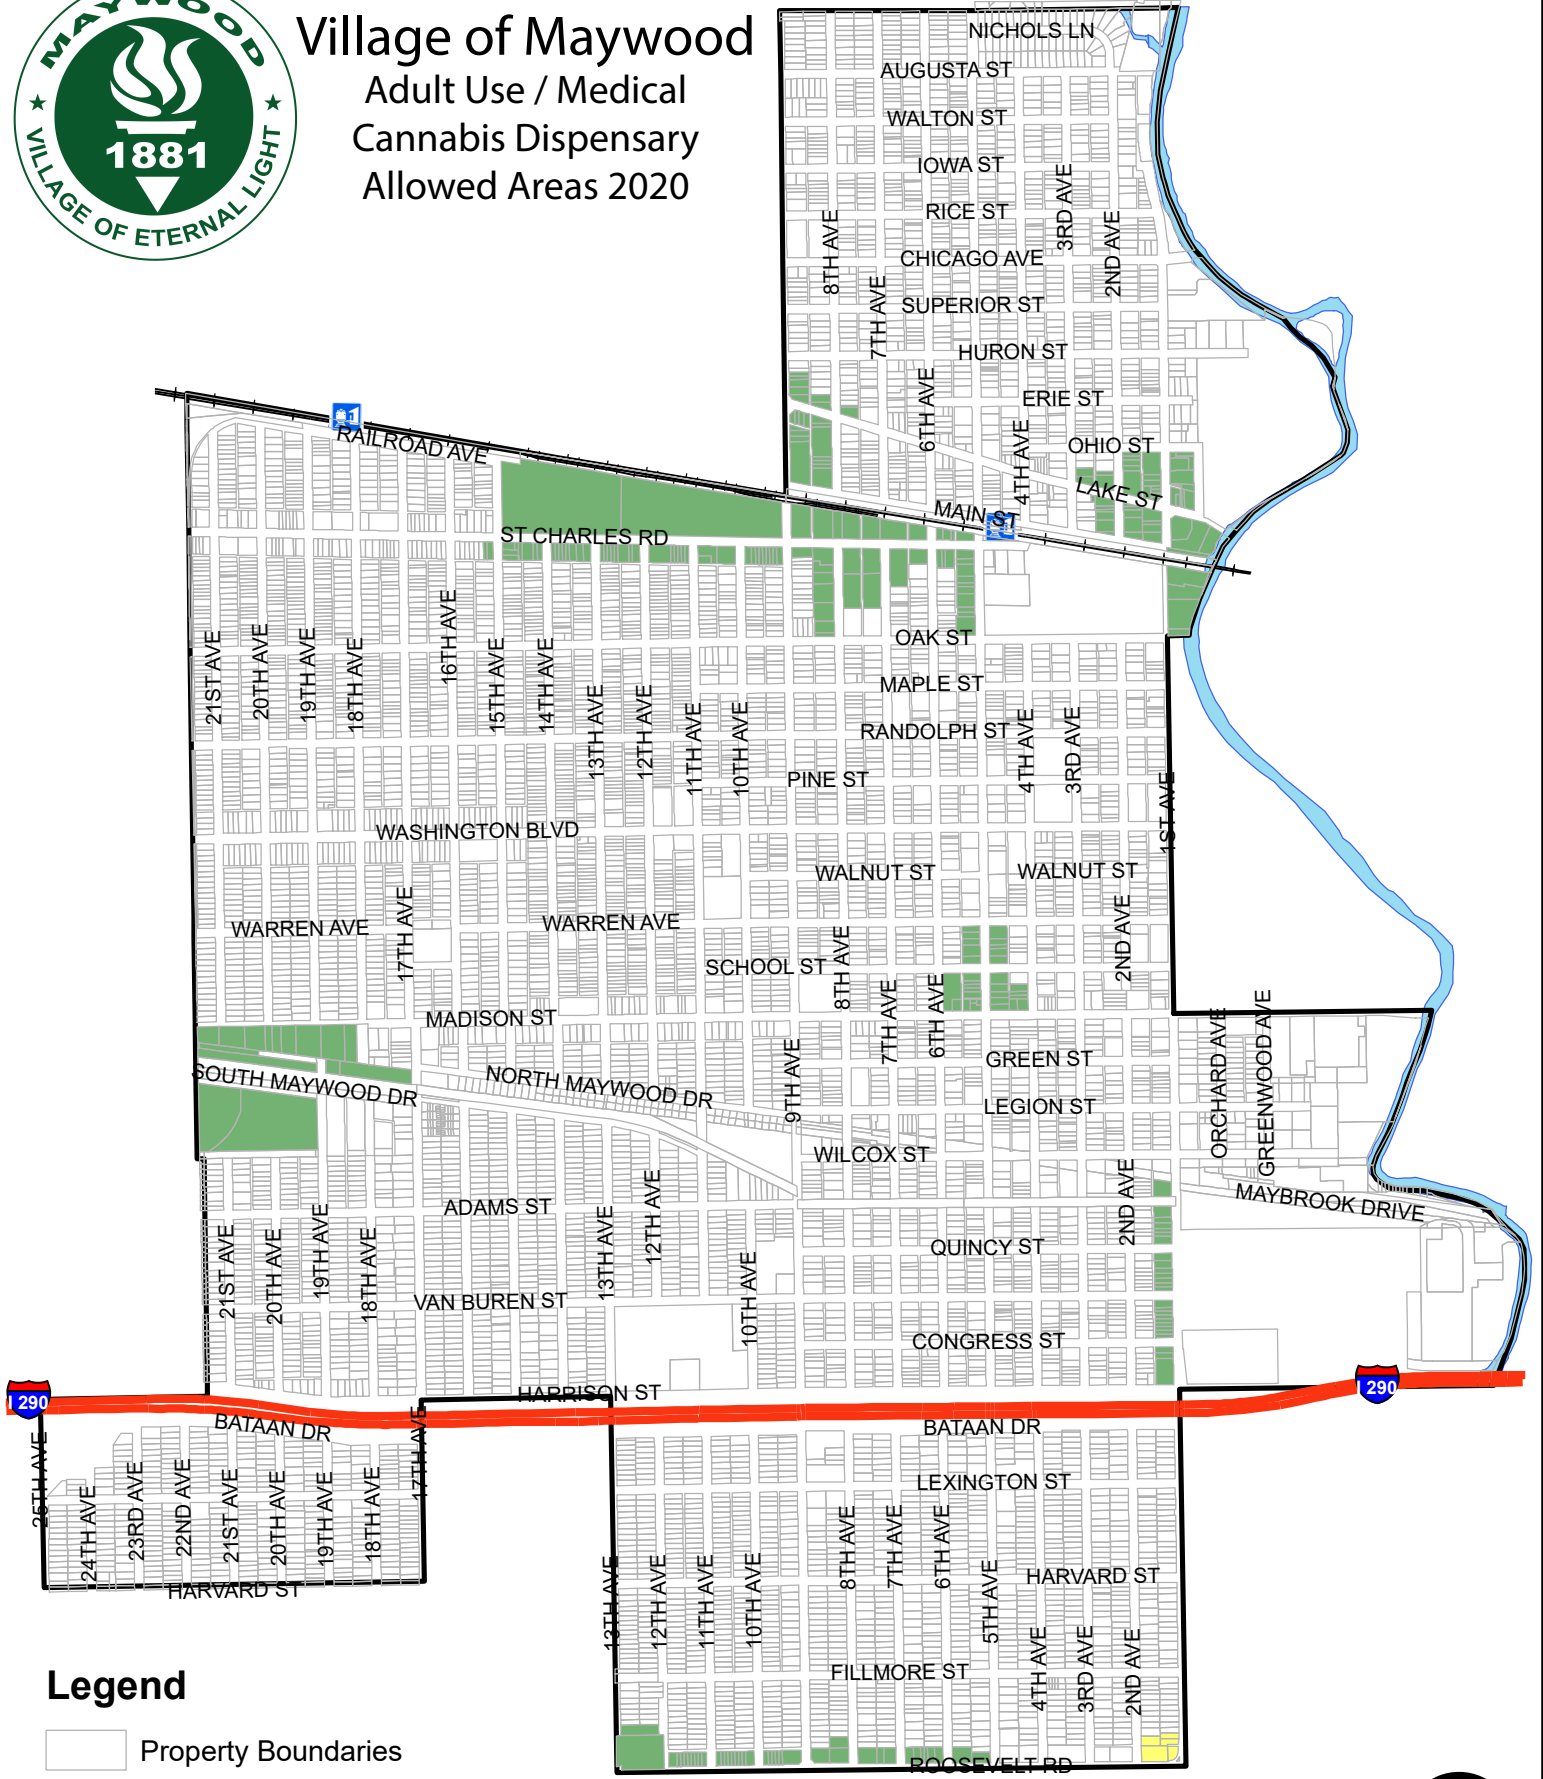 MAYWOOD
1881
VILLAGE OF ETERNAL LIGHT
Village of Maywood
Adult Use / Medical
Cannabis Dispensary
Allowed Areas 2020
NICHOLS LN
AUGUSTA ST
WALTON ST
IOWA ST
RICE ST
3RD AVE
8TH AVE
2ND AVE
CHICAGO AVE
7TH AVE
SUPERIOR ST
HURON ST
6TH AVE
ERIE ST
4TH AVE
OHIO ST
RAILROAD AVE
LAKE ST
MAIN ST
ST CHARLES RD
OAK ST
21ST AVE
20TH AVE
19TH AVE
18TH AVE
16TH AVE
15TH AVE
14TH AVE
13TH AVE
12TH AVE
11TH AVE
10TH AVE
MAPLE ST
RANDOLPH ST
4TH AVE
3RD AVE
PINE ST
1ST AVE
WASHINGTON BLVD
WALNUT ST
WALNUT ST
17TH AVE
WARREN AVE
WARREN AVE
2ND AVE
SCHOOL ST
8TH AVE
7TH AVE
6TH AVE
MADISON ST
GREEN ST
ORCHARD AVE
GREENWOOD AVE
SOUTH MAYWOOD DR
NORTH MAYWOOD DR
9TH AVE
LEGION ST
WILCOX ST
ADAMS ST
2ND AVE
MAYBROOK DRIVE
21ST AVE
20TH AVE
19TH AVE
18TH AVE
13TH AVE
12TH AVE
10TH AVE
QUINCY ST
VAN BUREN ST
CONGRESS ST
I 290
HARRISON ST
I 290
BATAAN DR
BATAAN DR
17TH AVE
25TH AVE
24TH AVE
23RD AVE
22ND AVE
21ST AVE
20TH AVE
19TH AVE
18TH AVE
HARVARD ST
LEXINGTON ST
8TH AVE
7TH AVE
6TH AVE
5TH AVE
HARVARD ST
13TH AVE
12TH AVE
11TH AVE
10TH AVE
4TH AVE
3RD AVE
2ND AVE
FILLMORE ST
ROOSEVELT RD
Legend
Property Boundaries